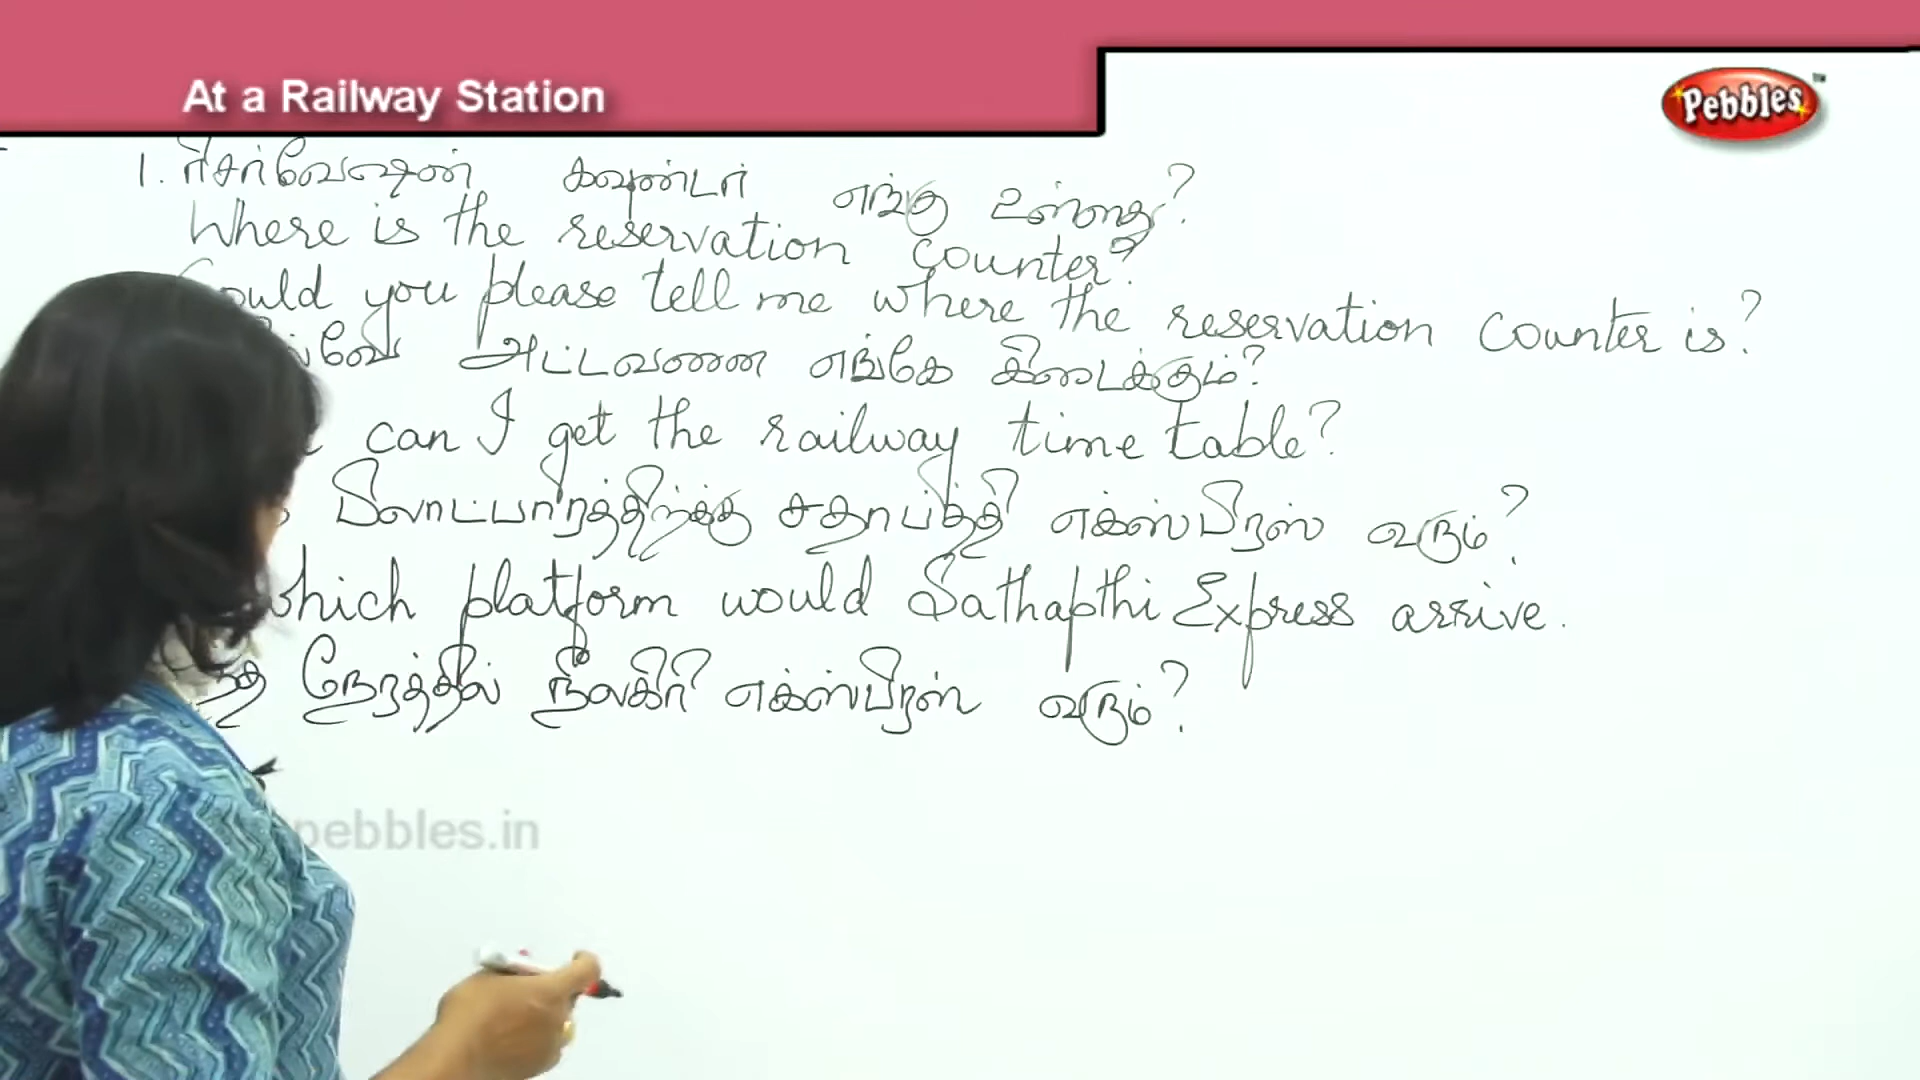 At a Railway Station
Pebbles
1. ரிசர்வேஷன் கவுண்டர் எங்கு உள்ளது?
Where is the reservation counter?
Could you please tell me where the reservation counter is?
அட்டவணை எங்கே கிடைக்கும்?
can I get the railway time table?
பிளாட்பாரத்திற்க்கு சதாப்தி எக்ஸ்பிரஸ் வரும்?
which platform would Sathapthi Express arrive.
நேரத்தில் நீலகிரி எக்ஸ்பிரஸ் வரும்?
pebbles.in